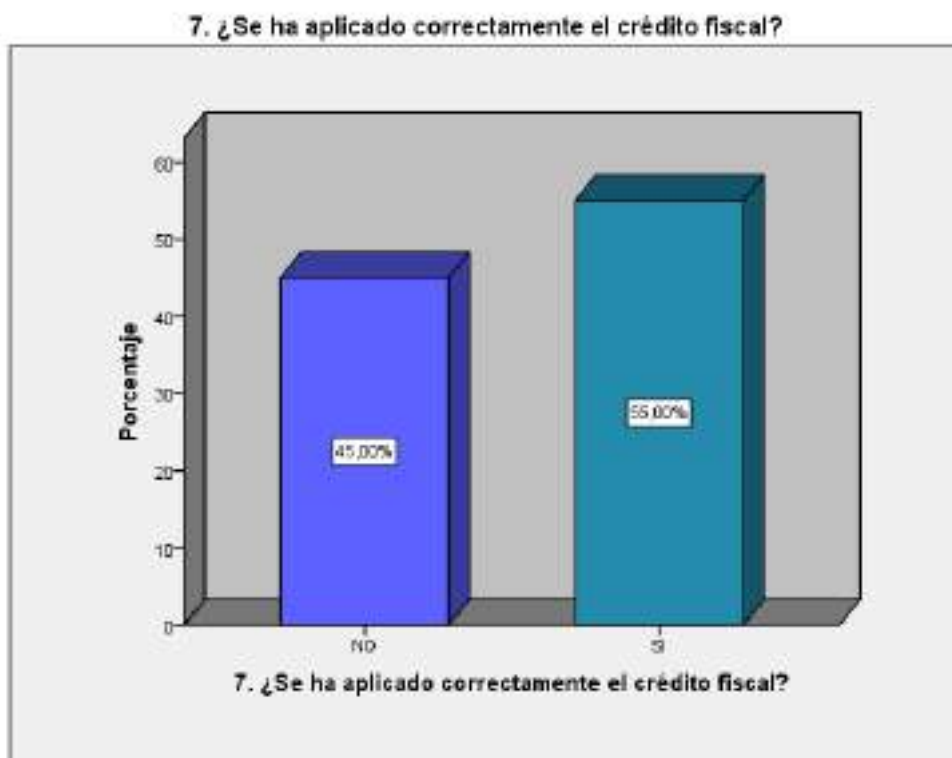 7. ¿Se ha aplicado correctamente el crédito fiscal?
Porcentaje
60
50
40
30
20
10
0
45,00%
55,00%
NO
SI
7. ¿Se ha aplicado correctamente el crédito fiscal?